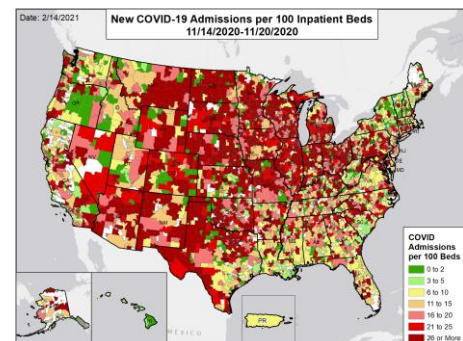 Date: 2/14/2021
New COVID-19 Admissions per 100 Inpatient Beds
11/14/2020-11/20/2020
COVID
Admissions
per 100 Beds
0 to 2
3 to 5
6 to 10
11 to 15
16 to 20
21 to 25
26 or More
PR
MÉXICO